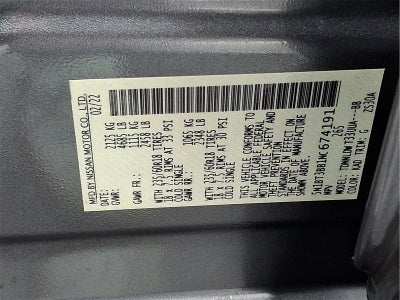 MFD BY NISSAN MOTOR CO., LTD.
02/22
GVWR: 2125 KG
4685 LB
GAWR FR.: 1115 KG
2458 LB
WITH 235/60R18 TIRES
18 X 7.5 RIMS AT 33 PSI
COLD SINGLE
GAWR RR.: 1065 KG
2348 LB
WITH 235/60R18 TIRES
18 X 7.5 RIMS AT 30 PSI
COLD SINGLE
THIS VEHICLE CONFORMS TO ALL
APPLICABLE FEDERAL
MOTOR VEHICLE SAFETY AND
THEFT PREVENTION
STANDARDS IN EFFECT ON THE
DATE OF MANUFACTURE
SHOWN ABOVE.
265
MPV
COLOR KAD
TRIM: G
ZS30A